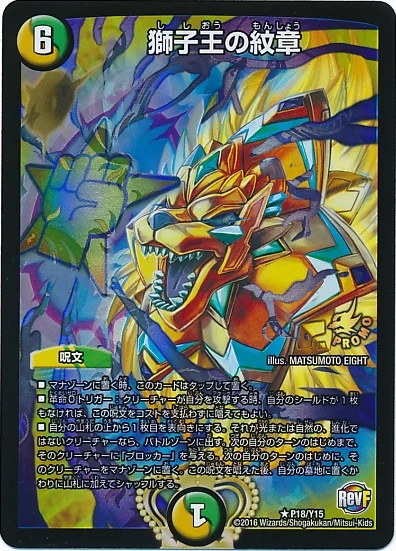 6
ししおう もんしょう
獅子王の紋章
PROMO
illus. MATSUMOTO EIGHT
呪文
■マナゾーンに置く時、このカードはタップして置く。
■革命0トリガー：クリーチャーが自分を攻撃する時、自分のシールドが1枚
もなければ、この呪文をコストを支払わずに唱えてもよい。
■自分の山札の上から1枚目を表向きにする。それが光または自然の、進化で
はないクリーチャーなら、バトルゾーンに出す。次の自分のターンのはじめまで、
そのクリーチャーに「ブロッカー」を与える。次の自分のターンのはじめに、そ
のクリーチャーをマナゾーンに置く。この呪文を唱えた後、自分の墓地に置くか
わりに山札に加えてシャッフルする。
1
RevF
★P18/Y15
©2016 Wizards/Shogakukan/Mitsui-Kids